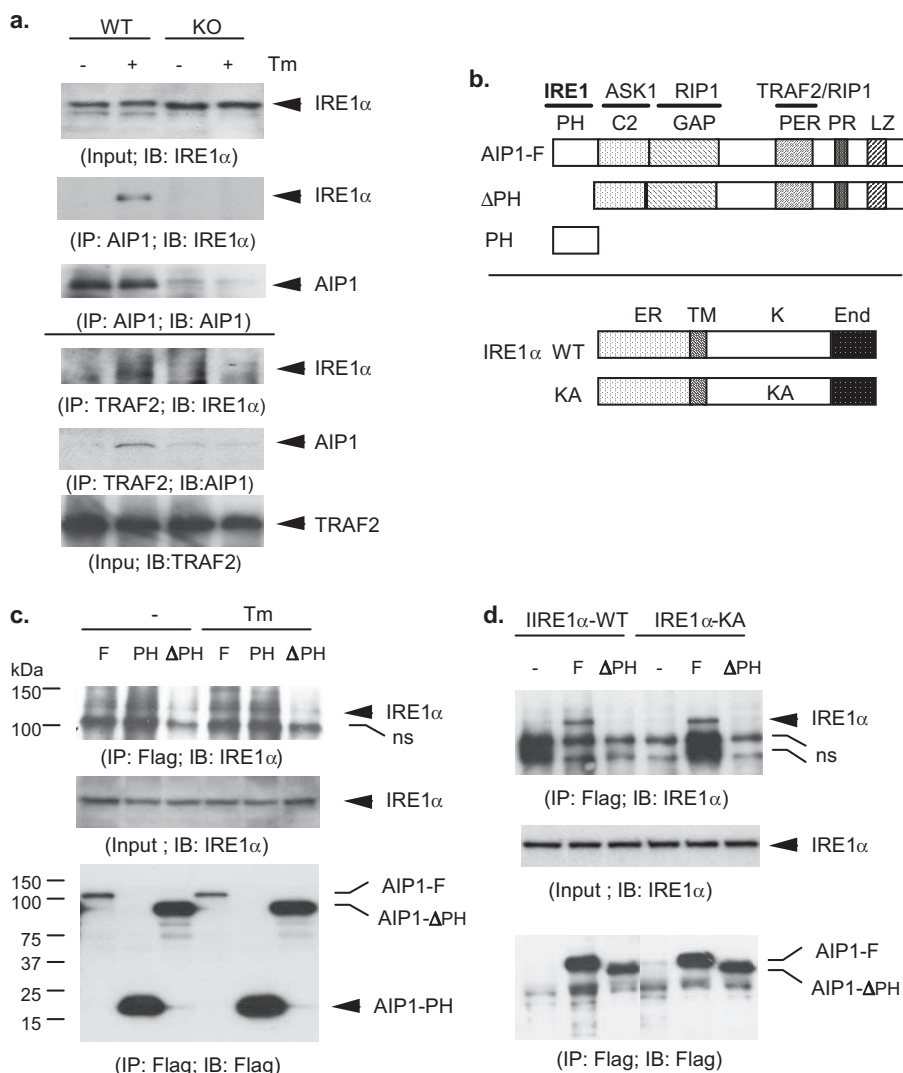 a.
WT KO
- + - + Tm
IRE1α
(Input; IB: IRE1α)
IRE1α
(IP: AIP1; IB: IRE1α)
AIP1
(IP: AIP1; IB: AIP1)
IRE1α
(IP: TRAF2; IB: IRE1α)
AIP1
(IP: TRAF2; IB:AIP1)
TRAF2
(Inpu; IB:TRAF2)
b.
IRE1 ASK1 RIP1 TRAF2/RIP1
PH C2 GAP PER PR LZ
AIP1-F
ΔPH
PH
ER TM K End
IRE1α WT
KA KA
c.
- Tm
F PH ΔPH F PH ΔPH
kDa
150
100
IRE1α
ns
(IP: Flag; IB: IRE1α)
IRE1α
(Input ; IB: IRE1α)
150
100
75
37
25
15
AIP1-F
AIP1-ΔPH
AIP1-PH
(IP: Flag; IB: Flag)
d.
IIRE1α-WT IRE1α-KA
- F ΔPH - F ΔPH
IRE1α
ns
(IP: Flag; IB: IRE1α)
IRE1α
(Input ; IB: IRE1α)
AIP1-F
AIP1-ΔPH
(IP: Flag; IB: Flag)